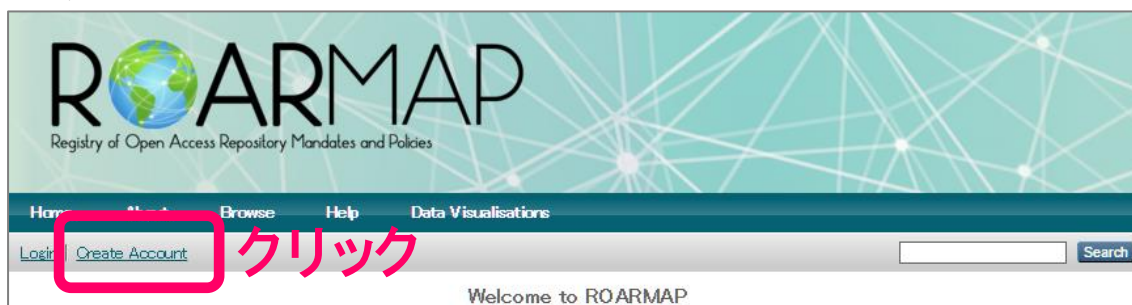 ROARMAP
Registry of Open Access Repository Mandates and Policies
Home About Browse Help Data Visualisations
Login | Create Account クリック Search
Welcome to ROARMAP